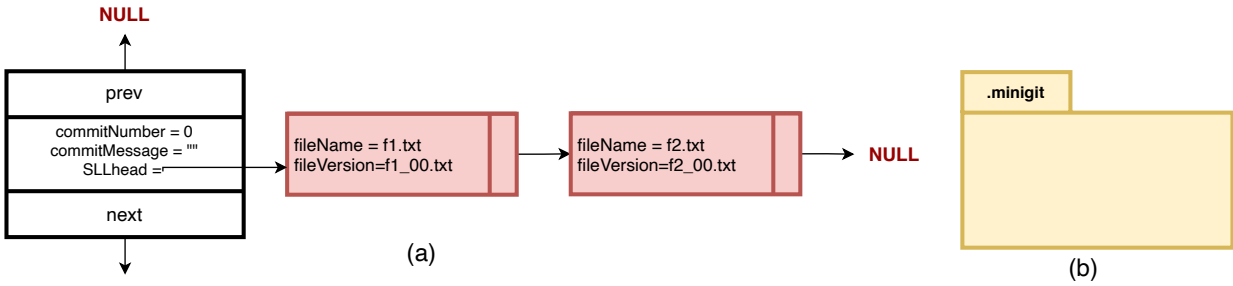 NULL
prev
commitNumber = 0
commitMessage = ""
SLLhead =
next
fileName = f1.txt
fileVersion=f1_00.txt
fileName = f2.txt
fileVersion=f2_00.txt
NULL
(a)
.minigit
(b)